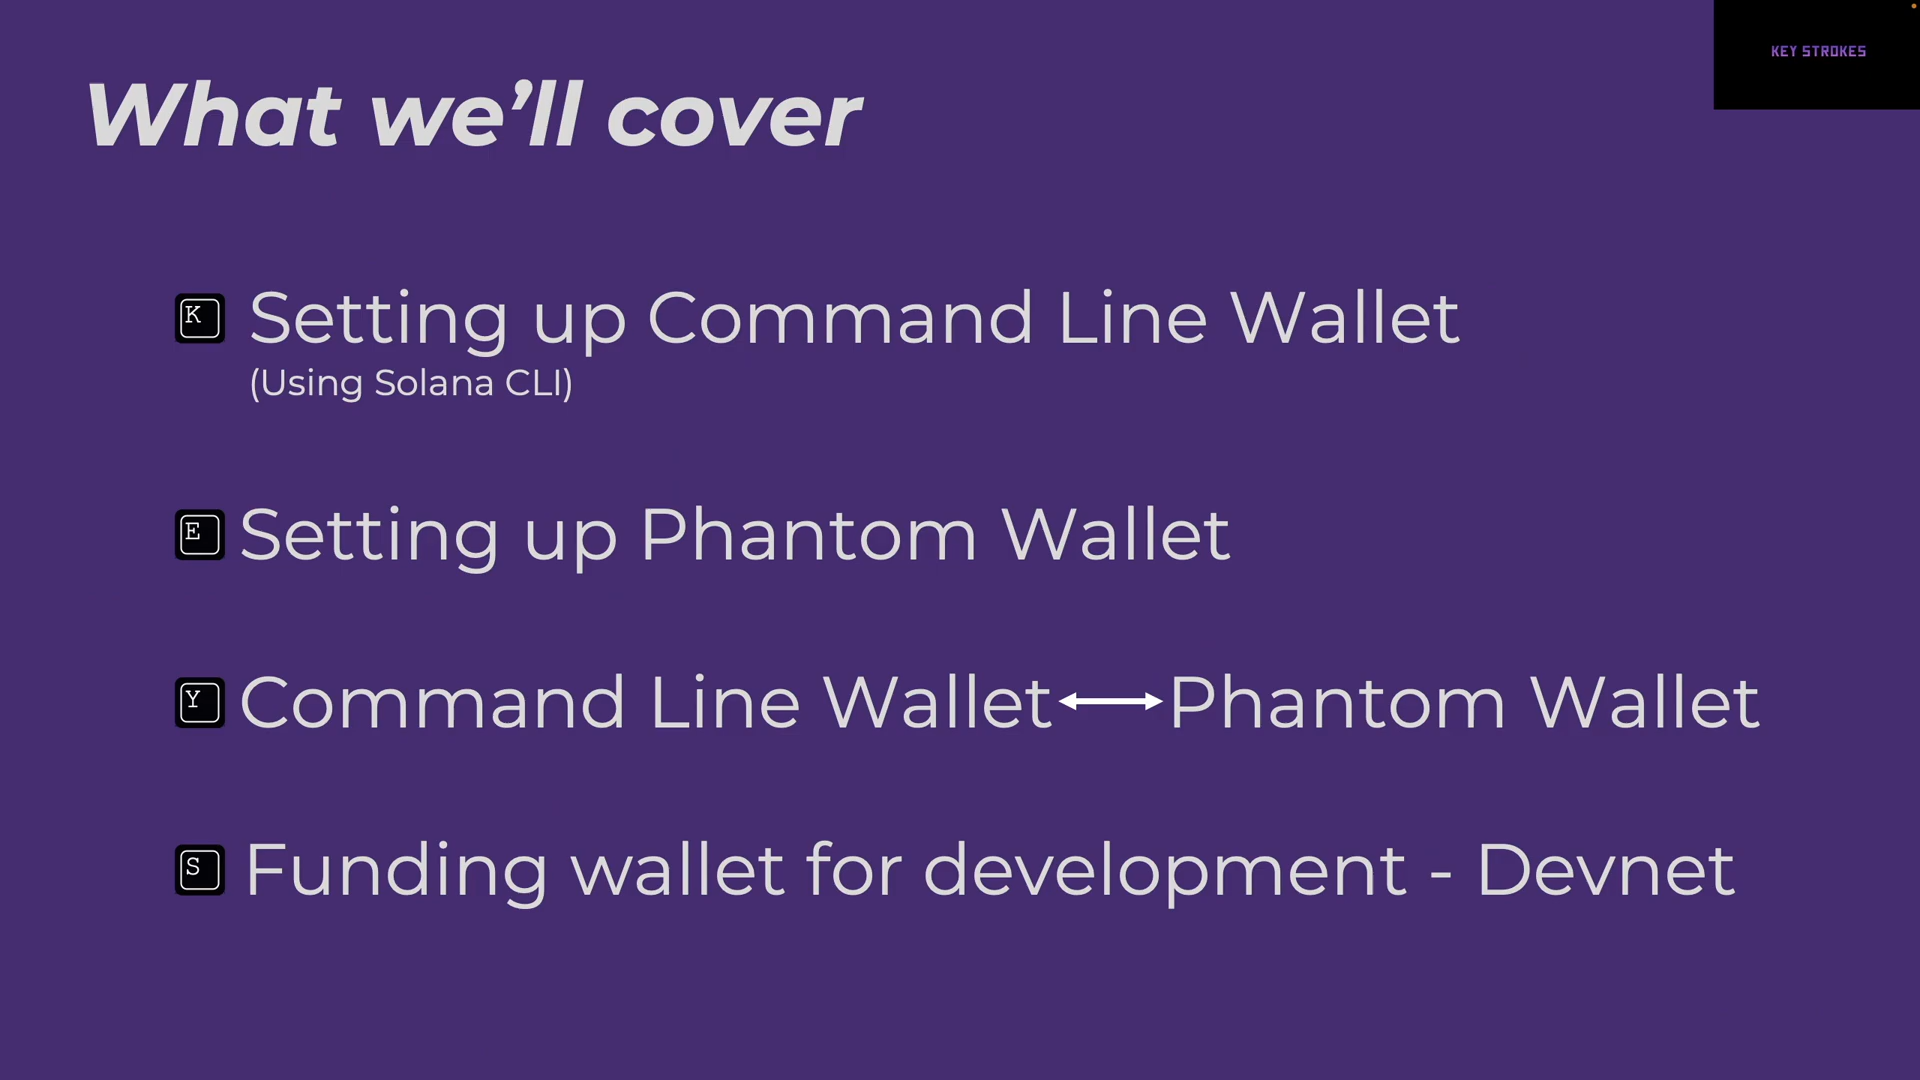 KEY STROKES
What we’ll cover
K Setting up Command Line Wallet
(Using Solana CLI)
E Setting up Phantom Wallet
Y Command Line Wallet Phantom Wallet
S Funding wallet for development - Devnet